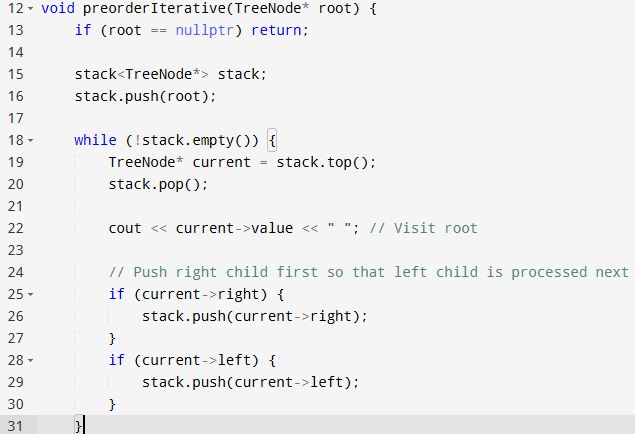 12 void preorderIterative(TreeNode* root) {
13     if (root == nullptr) return;
14
15     stack<TreeNode*> stack;
16     stack.push(root);
17
18     while (!stack.empty()) {
19         TreeNode* current = stack.top();
20         stack.pop();
21
22         cout << current->value << " "; // Visit root
23
24         // Push right child first so that left child is processed next
25         if (current->right) {
26             stack.push(current->right);
27         }
28         if (current->left) {
29             stack.push(current->left);
30         }
31     }